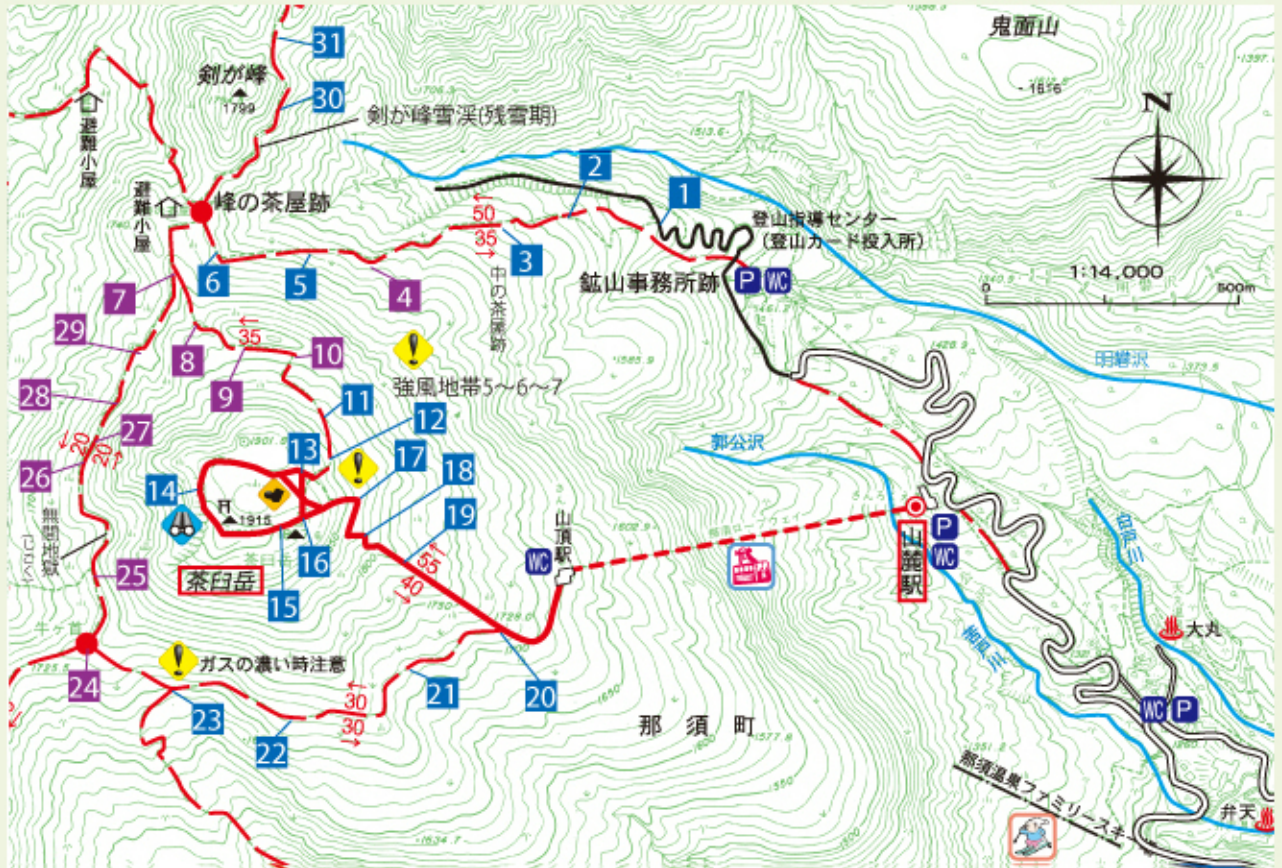 鬼面山
1616
31
剣が峰
1799
30
剣が峰雪渓(残雪期)
避難小屋
避難小屋
峰の茶屋跡
2
1
登山指導センター
(登山カード投入所)
N
50
35
3
中の茶屋跡
鉱山事務所跡
P
WC
1:14,000
0
500m
6
5
4
7
29
8
35
9
10
強風地帯5～6～7
明礬沢
28
11
12
27
20
20
13
17
郭公沢
26
14
18
1915
19
無間地獄
16
55
40
山頂駅
WC
山麓駅
P
WC
25
茶臼岳
15
牛ヶ首
大丸
24
ガスの濃い時注意
21
20
23
30
30
22
那須町
WC
P
那須温泉ファミリースキー
弁天